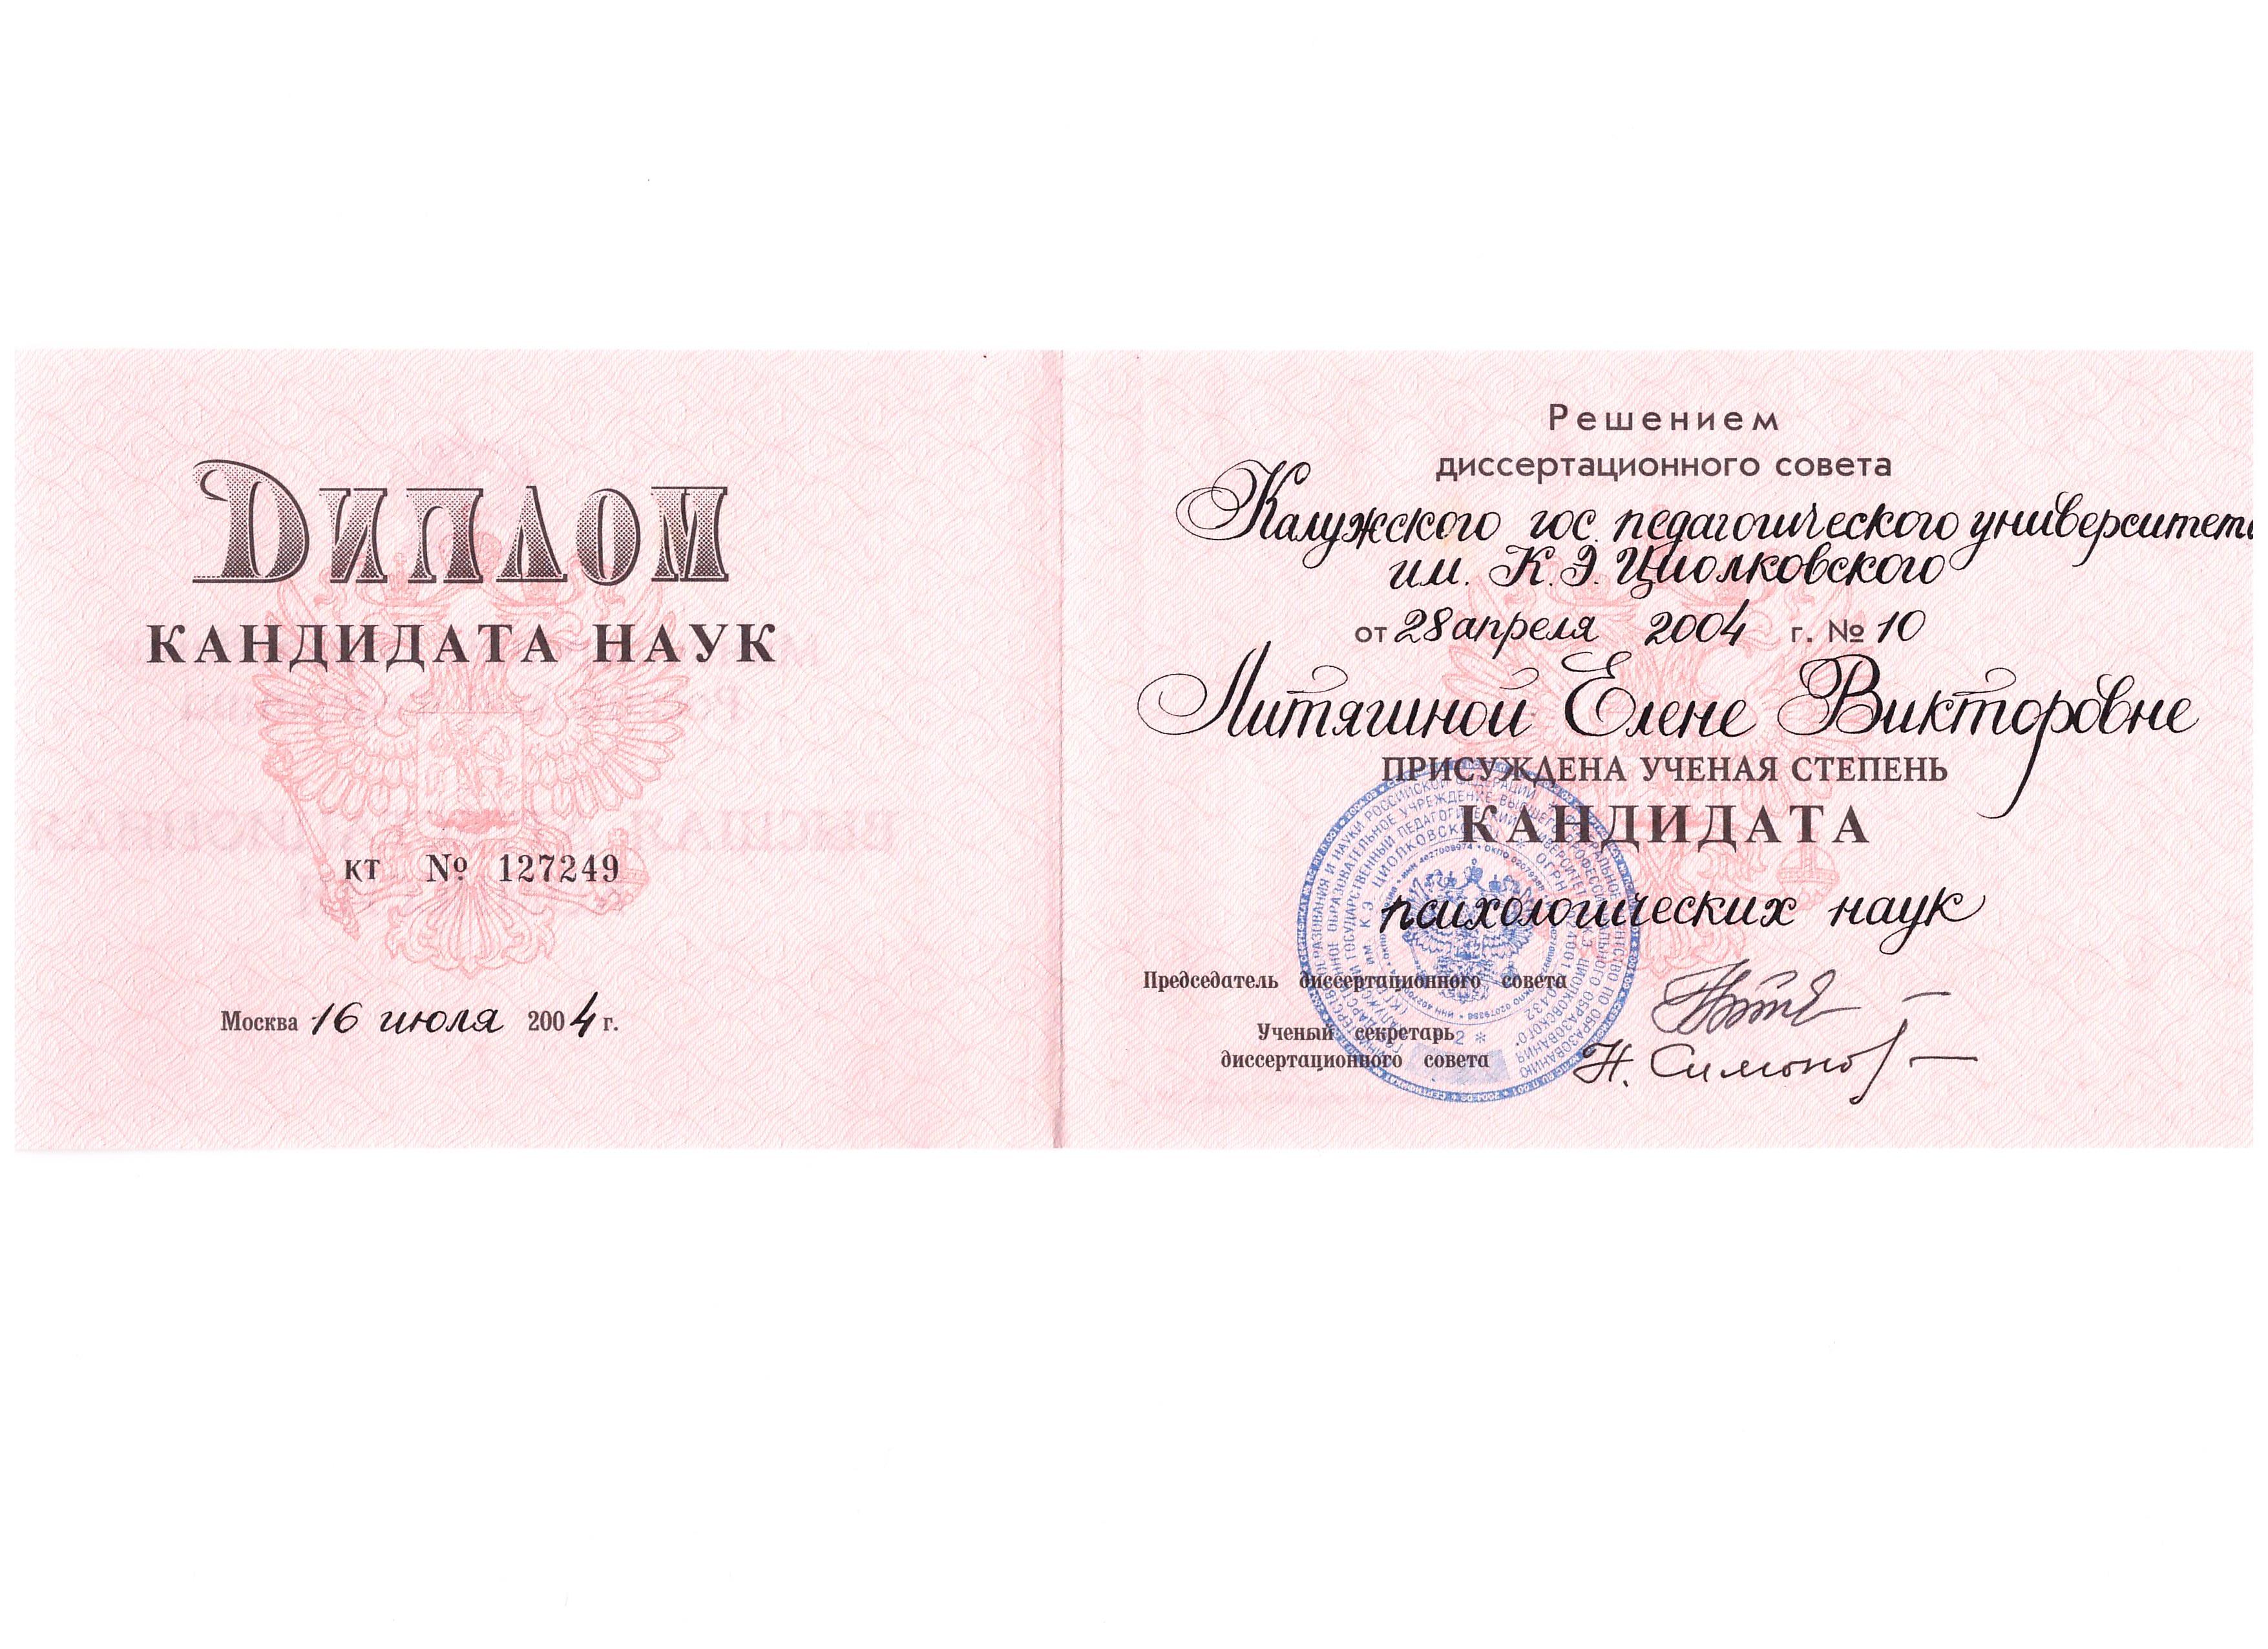 ДИПЛОМ
КАНДИДАТА НАУК
КТ № 127249
Москва 16 июля 2004 г.
Решением
диссертационного совета
Калужского гос. педагогического университета
им. К.Э. Циолковского
от 28 апреля 2004 г. № 10
Литягиной Елене Викторовне
ПРИСУЖДЕНА УЧЕНАЯ СТЕПЕНЬ
КАНДИДАТА
психологических наук
Председатель диссертационного совета
Ученый секретарь
диссертационного совета
Н. Симонов